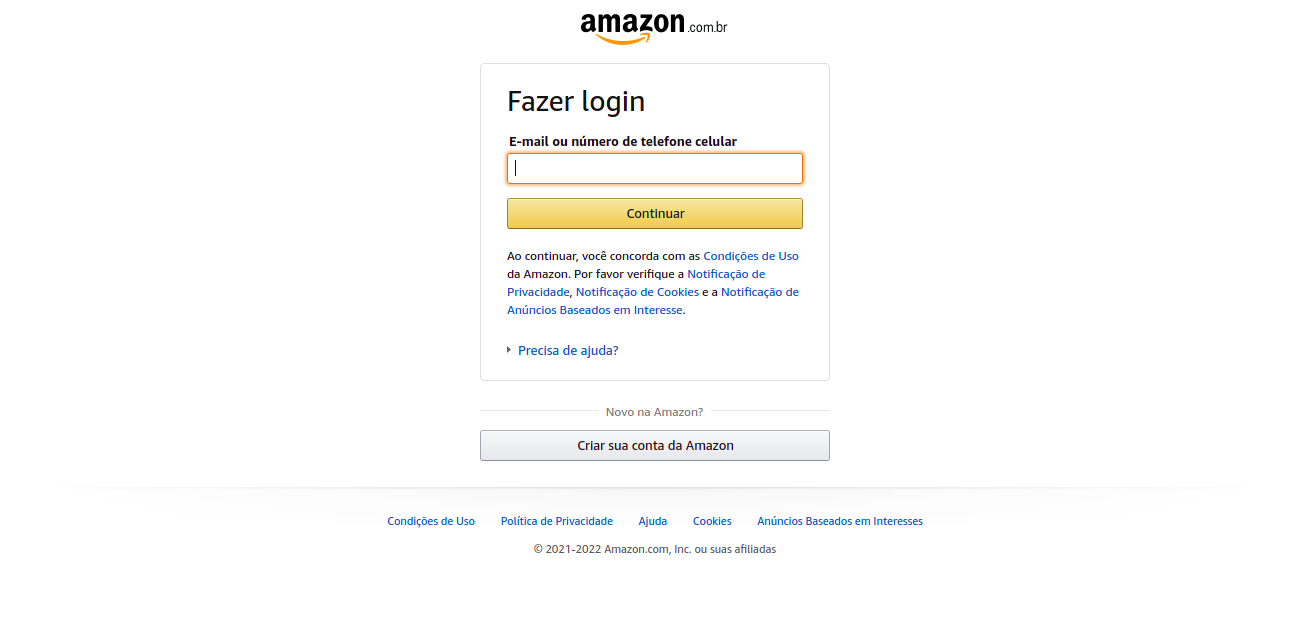 amazon.com.br
Fazer login
E-mail ou número de telefone celular
Continuar
Ao continuar, você concorda com as Condições de Uso
da Amazon. Por favor verifique a Notificação de
Privacidade, Notificação de Cookies e a Notificação de
Anúncios Baseados em Interesse.
Precisa de ajuda?
Novo na Amazon?
Criar sua conta da Amazon
Condições de Uso Política de Privacidade Ajuda Cookies Anúncios Baseados em Interesses
© 2021-2022 Amazon.com, Inc. ou suas afiliadas